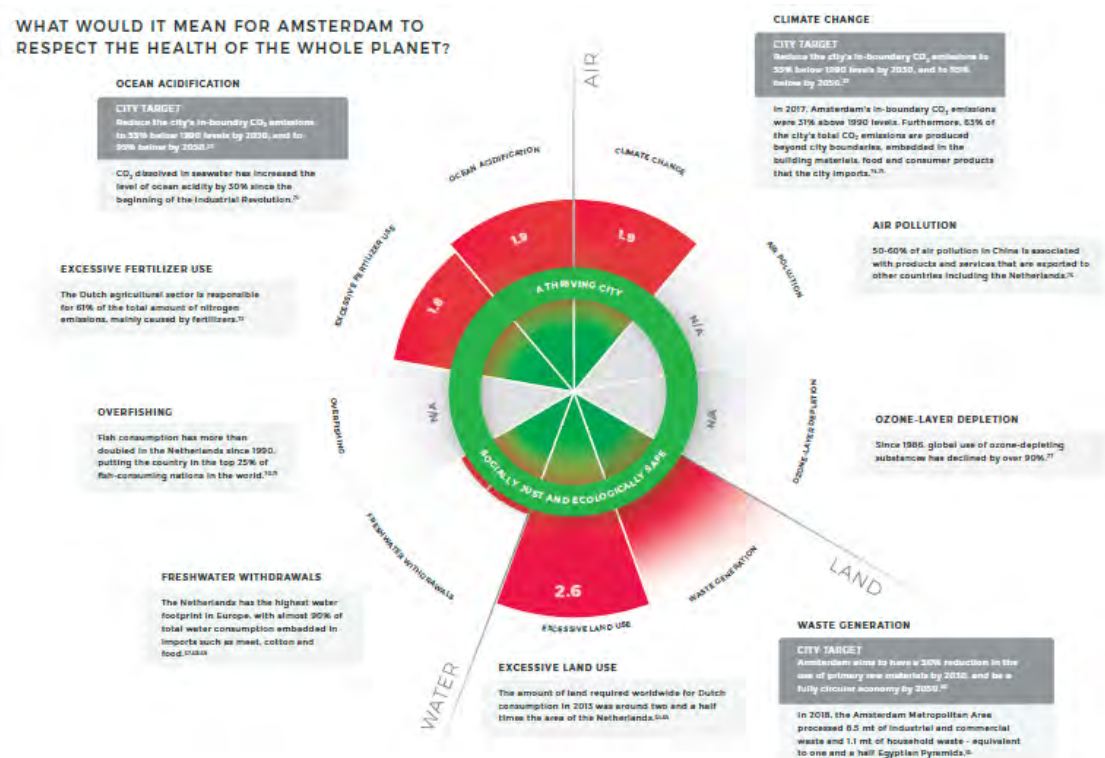 WHAT WOULD IT MEAN FOR AMSTERDAM TO
RESPECT THE HEALTH OF THE WHOLE PLANET?
OCEAN ACIDIFICATION
CITY TARGET
Reduce the city's in-boundry CO₂ emissions
to 55% below 1990 levels by 2030, and to
95% below by 2050.
CO₂ dissolved in seawater has increased the
level of ocean acidity by 30% since the
beginning of the Industrial Revolution.
EXCESSIVE FERTILIZER USE
The Dutch agricultural sector is responsible
for 61% of the total amount of nitrogen
emissions, mainly caused by fertilizers.
OVERFISHING
Fish consumption has more than
doubled in the Netherlands since 1990,
putting the country in the top 25% of
fish-consuming nations in the world.
FRESHWATER WITHDRAWALS
The Netherlands has the highest water
footprint in Europe, with almost 90% of
total water consumption embedded in
imports such as meat, cotton and
food.
AIR
OCEAN ACIDIFICATION
CLIMATE CHANGE
AIR POLLUTION
OZONE-LAYER DEPLETION
WASTE GENERATION
EXCESSIVE LAND USE
FRESHWATER WITHDRAWALS
OVERFISHING
EXCESSIVE FERTILIZER USE
1.9
1.9
1.8
N/A
N/A
N/A
2.6
A THRIVING CITY
SOCIALLY JUST AND ECOLOGICALLY SAFE
LAND
WATER
EXCESSIVE LAND USE
The amount of land required worldwide for Dutch
consumption in 2013 was around two and a half
times the area of the Netherlands.
CLIMATE CHANGE
CITY TARGET
Reduce the city's in-boundary CO₂ emissions to
55% below 1990 levels by 2030, and to 95%
below by 2050.
In 2017, Amsterdam's in-boundary CO₂ emissions
were 31% above 1990 levels. Furthermore, 63% of
the city's total CO₂ emissions are produced
beyond city boundaries, embedded in the
building materials, food and consumer products
that the city imports.
AIR POLLUTION
50-60% of air pollution in China is associated
with products and services that are exported to
other countries including the Netherlands.
OZONE-LAYER DEPLETION
Since 1986, global use of ozone-depleting
substances has declined by over 90%.
WASTE GENERATION
CITY TARGET
Amsterdam aims to have a 50% reduction in the
use of primary raw materials by 2030, and be a
fully circular economy by 2050.
In 2018, the Amsterdam Metropolitan Area
processed 8.5 mt of industrial and commercial
waste and 1.1 mt of household waste - equivalent
to one and a half Egyptian Pyramids.